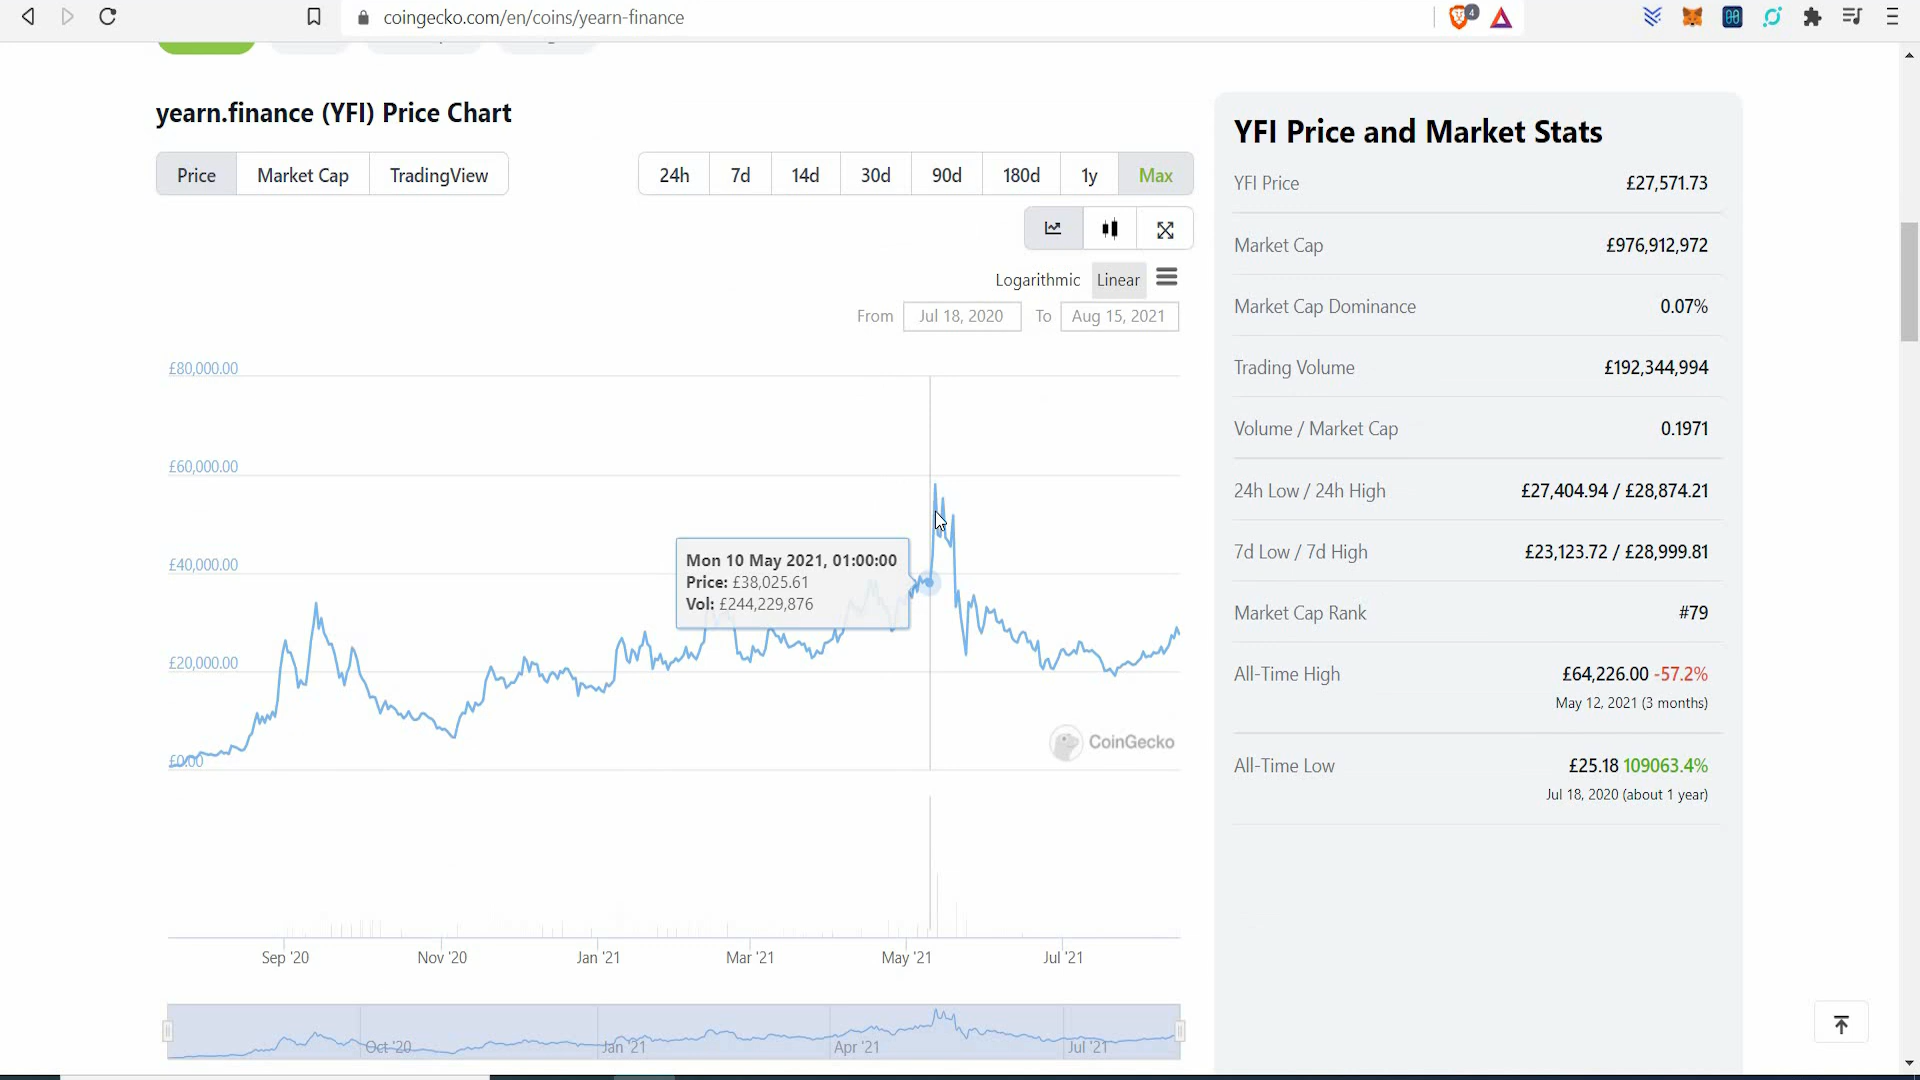 coingecko.com/en/coins/yearn-finance
4
yearn.finance (YFI) Price Chart
Price Market Cap TradingView
24h 7d 14d 30d 90d 180d 1y Max
Logarithmic Linear
From Jul 18, 2020 To Aug 15, 2021
£80,000.00
£60,000.00
£40,000.00
£20,000.00
£0.00
Mon 10 May 2021, 01:00:00
Price: £38,025.61
Vol: £244,229,876
CoinGecko
Sep '20 Nov '20 Jan '21 Mar '21 May '21 Jul '21
Oct '20 Jan '21 Apr '21 Jul '21
YFI Price and Market Stats
YFI Price £27,571.73
Market Cap £976,912,972
Market Cap Dominance 0.07%
Trading Volume £192,344,994
Volume / Market Cap 0.1971
24h Low / 24h High £27,404.94 / £28,874.21
7d Low / 7d High £23,123.72 / £28,999.81
Market Cap Rank #79
All-Time High £64,226.00 -57.2%
May 12, 2021 (3 months)
All-Time Low £25.18 109063.4%
Jul 18, 2020 (about 1 year)